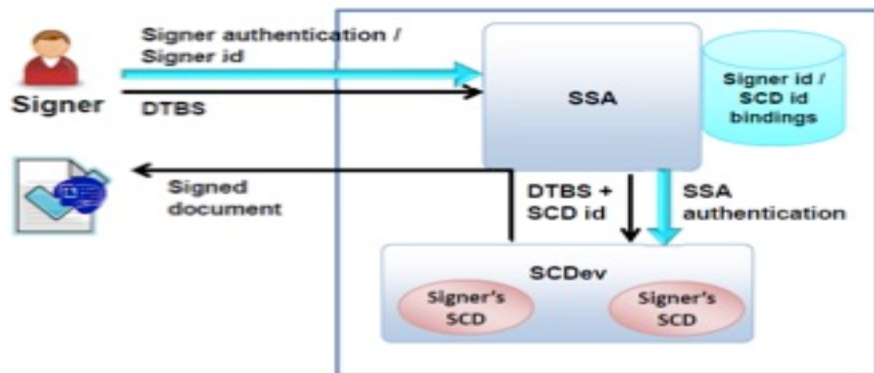 Signer authentication /
Signer id
Signer
DTBS
SSA
Signer id /
SCD id
bindings
Signed
document
DTBS +
SCD id
SSA
authentication
SCDev
Signer's
SCD
Signer's
SCD